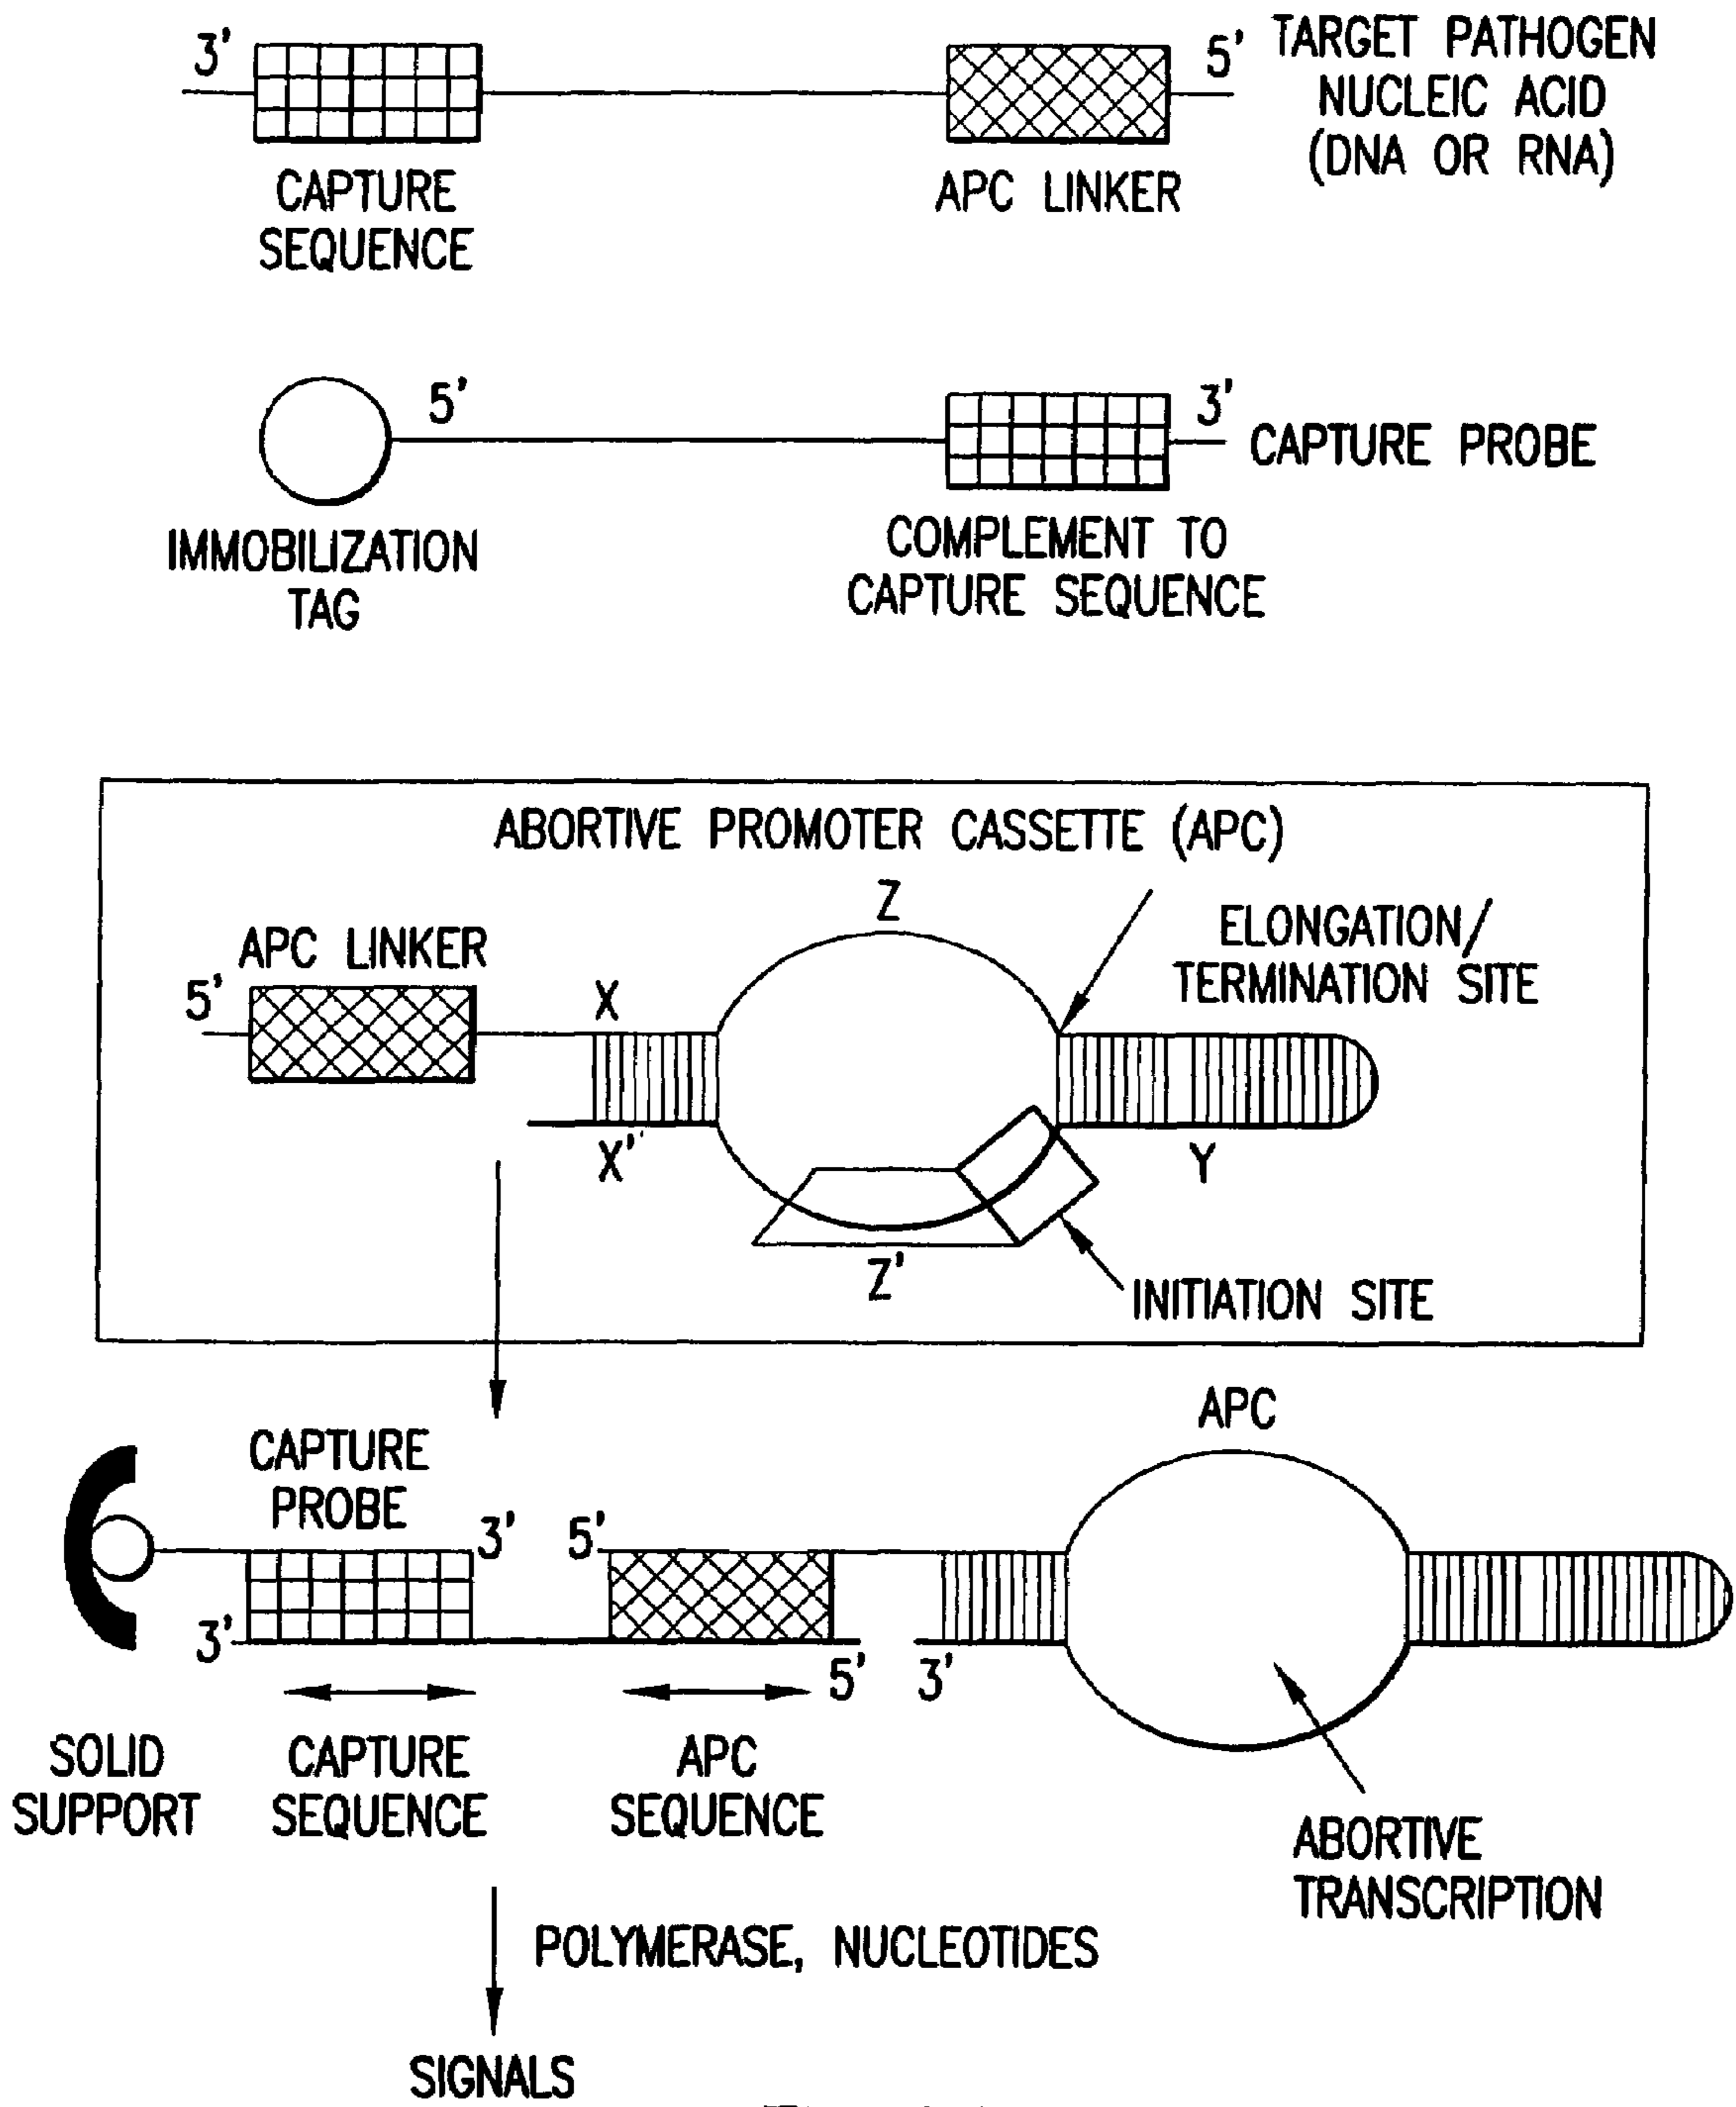 3'
5'
TARGET PATHOGEN
NUCLEIC ACID
(DNA OR RNA)
CAPTURE
SEQUENCE
APC LINKER
5'
3'
CAPTURE PROBE
IMMOBILIZATION
TAG
COMPLEMENT TO
CAPTURE SEQUENCE
ABORTIVE PROMOTER CASSETTE (APC)
Z
ELONGATION/
TERMINATION SITE
APC LINKER
5'
X
X'
Y
Z'
INITIATION SITE
APC
CAPTURE
PROBE
3'
5'
3'
5'
3'
SOLID
SUPPORT
CAPTURE
SEQUENCE
APC
SEQUENCE
ABORTIVE
TRANSCRIPTION
POLYMERASE, NUCLEOTIDES
SIGNALS